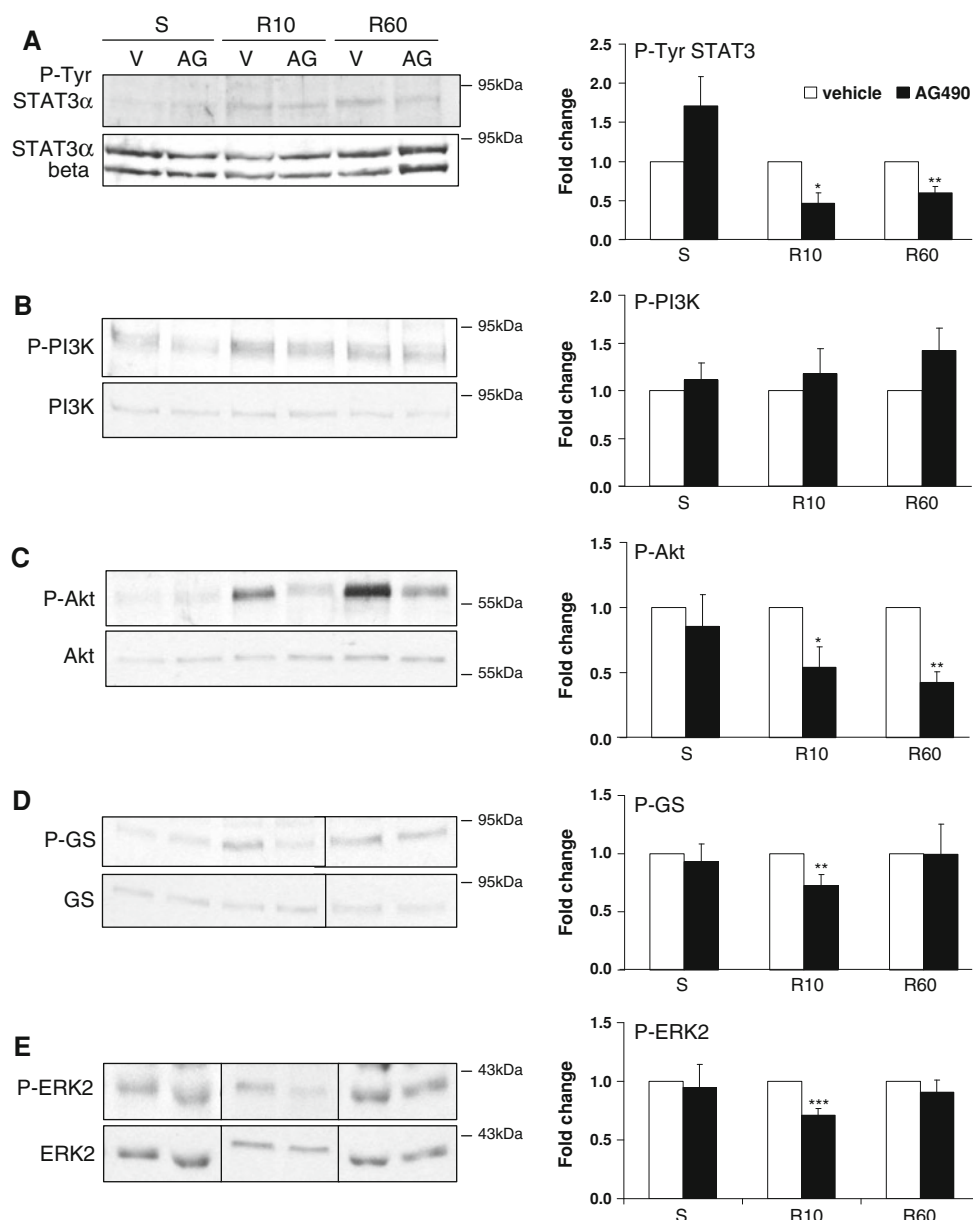 A
S R10 R60
V AG V AG V AG
P-Tyr
STAT3α
95kDa
STAT3α
beta
95kDa
P-Tyr STAT3
vehicle AG490
Fold change
2.5
2.0
1.5
1.0
0.5
0.0
* **
S R10 R60
B
P-PI3K
95kDa
PI3K
95kDa
P-PI3K
Fold change
2.0
1.5
1.0
0.5
0.0
S R10 R60
C
P-Akt
55kDa
Akt
55kDa
P-Akt
Fold change
1.5
1.0
0.5
0.0
* **
S R10 R60
D
P-GS
95kDa
GS
95kDa
P-GS
Fold change
1.5
1.0
0.5
0.0
**
S R10 R60
E
P-ERK2
43kDa
ERK2
43kDa
P-ERK2
Fold change
1.5
1.0
0.5
0.0
***
S R10 R60